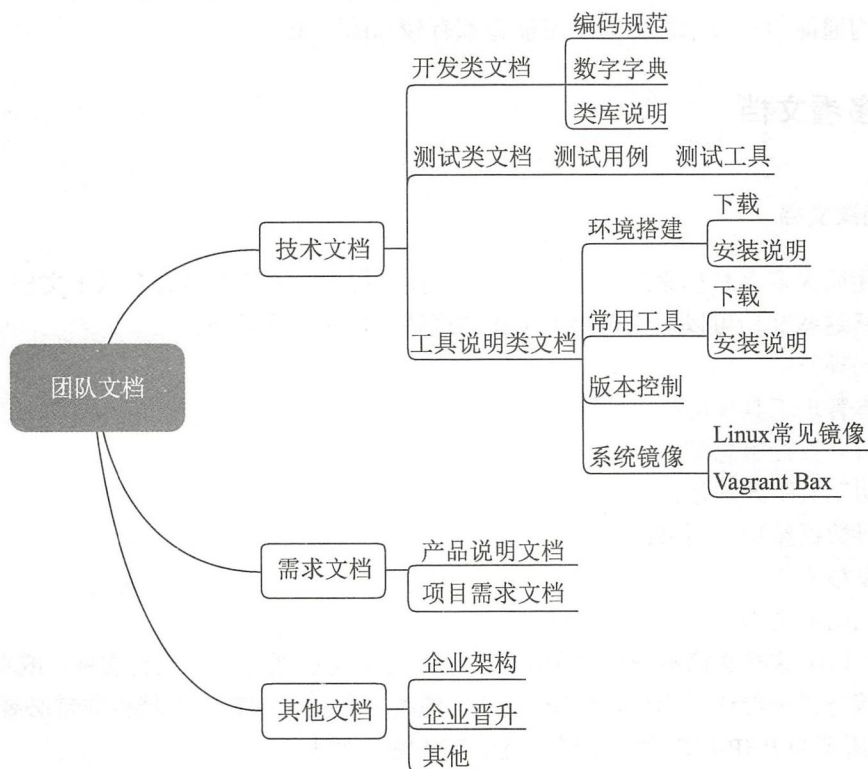 编码规范
开发类文档
数字字典
类库说明
测试类文档 测试用例 测试工具
技术文档
环境搭建
下载
安装说明
常用工具
下载
安装说明
工具说明类文档
版本控制
系统镜像
Linux常见镜像
Vagrant Bax
团队文档
需求文档
产品说明文档
项目需求文档
其他文档
企业架构
企业晋升
其他